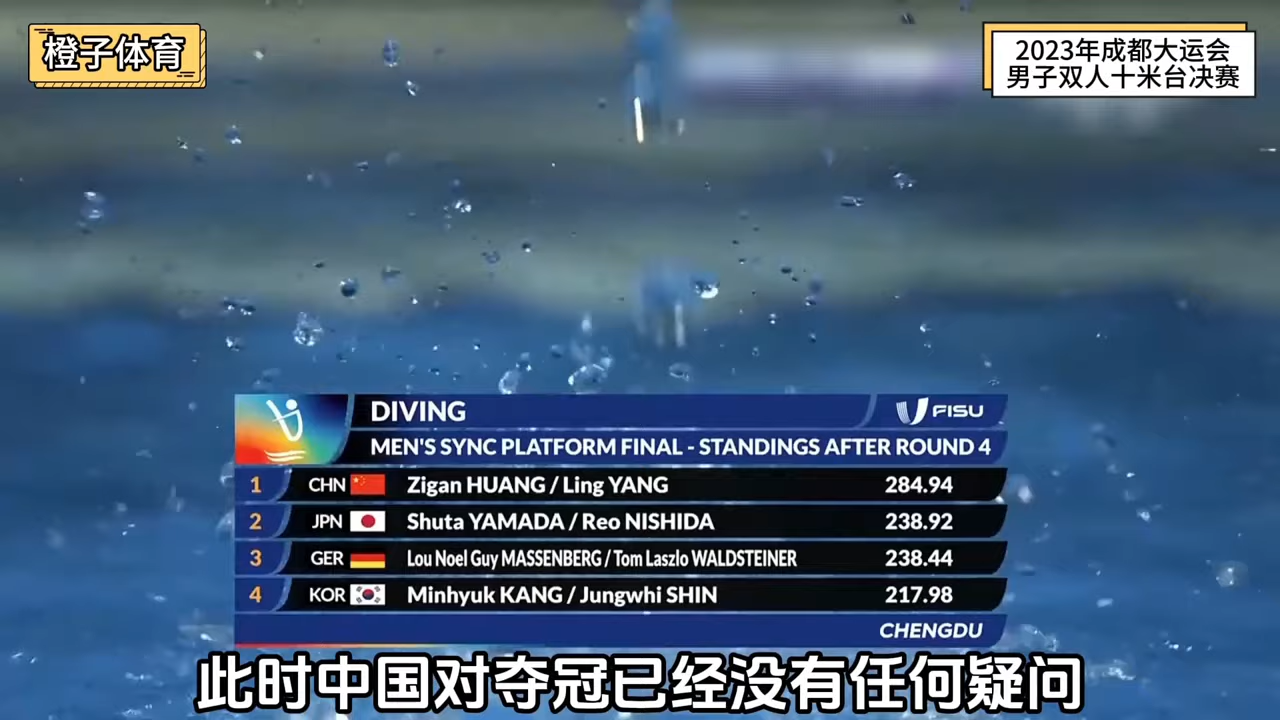 橙子体育
2023年成都大运会
男子双人十米台决赛
DIVING
FISU
MEN'S SYNC PLATFORM FINAL - STANDINGS AFTER ROUND 4
1 CHN Zigan HUANG / Ling YANG 284.94
2 JPN Shuta YAMADA / Reo NISHIDA 238.92
3 GER Lou Noel Guy MASSENBERG / Tom Laszlo WALDSTEINER 238.44
4 KOR Minhyuk KANG / Jungwhi SHIN 217.98
CHENGDU
此时中国对夺冠已经没有任何疑问